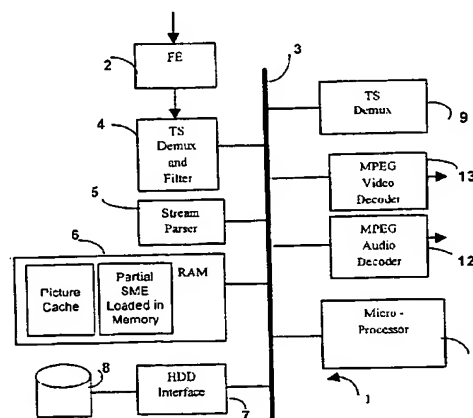 2
FE
3
4
TS
Demux
and
Filter
TS
Demux
9
5
Stream
Parser
MPEG
Video
Decoder
13
6
RAM
Picture
Cache
Partial
SME
Loaded in
Memory
MPEG
Audio
Decoder
12
Micro -
Processor
8
HDD
Interface
7